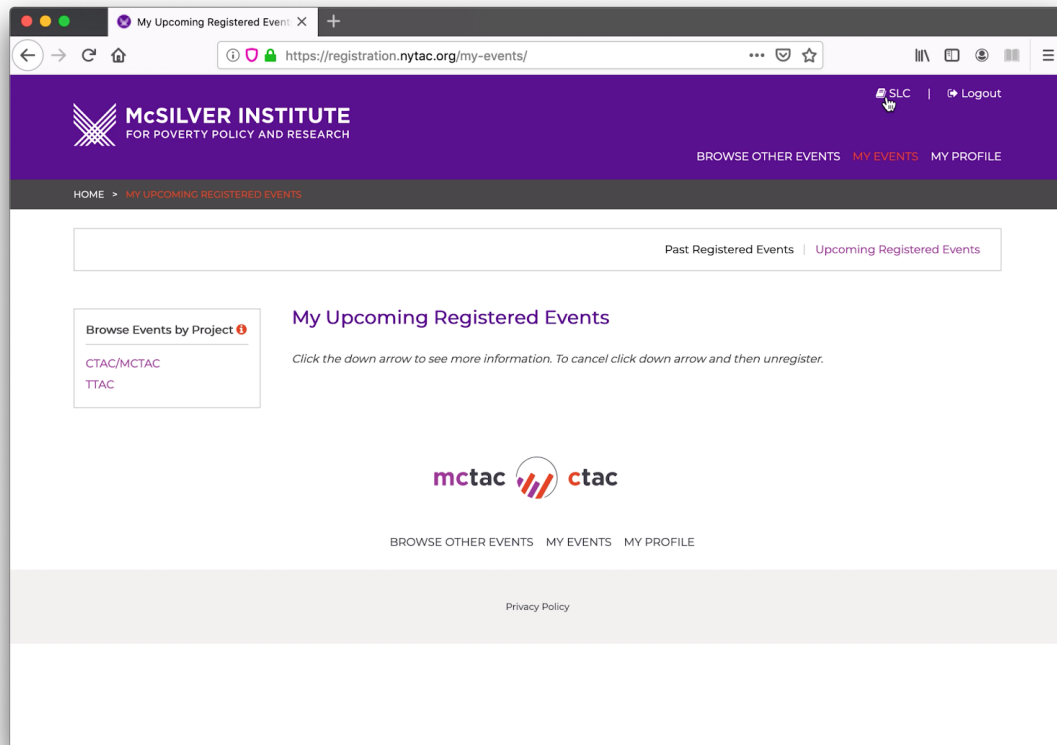 My Upcoming Registered Event
https://registration.nytac.org/my-events/
SLC | Logout
McSILVER INSTITUTE
FOR POVERTY POLICY AND RESEARCH
BROWSE OTHER EVENTS MY EVENTS MY PROFILE
HOME > MY UPCOMING REGISTERED EVENTS
Past Registered Events | Upcoming Registered Events
Browse Events by Project
CTAC/MCTAC
TTAC
My Upcoming Registered Events
Click the down arrow to see more information. To cancel click down arrow and then unregister.
mctac ctac
BROWSE OTHER EVENTS MY EVENTS MY PROFILE
Privacy Policy